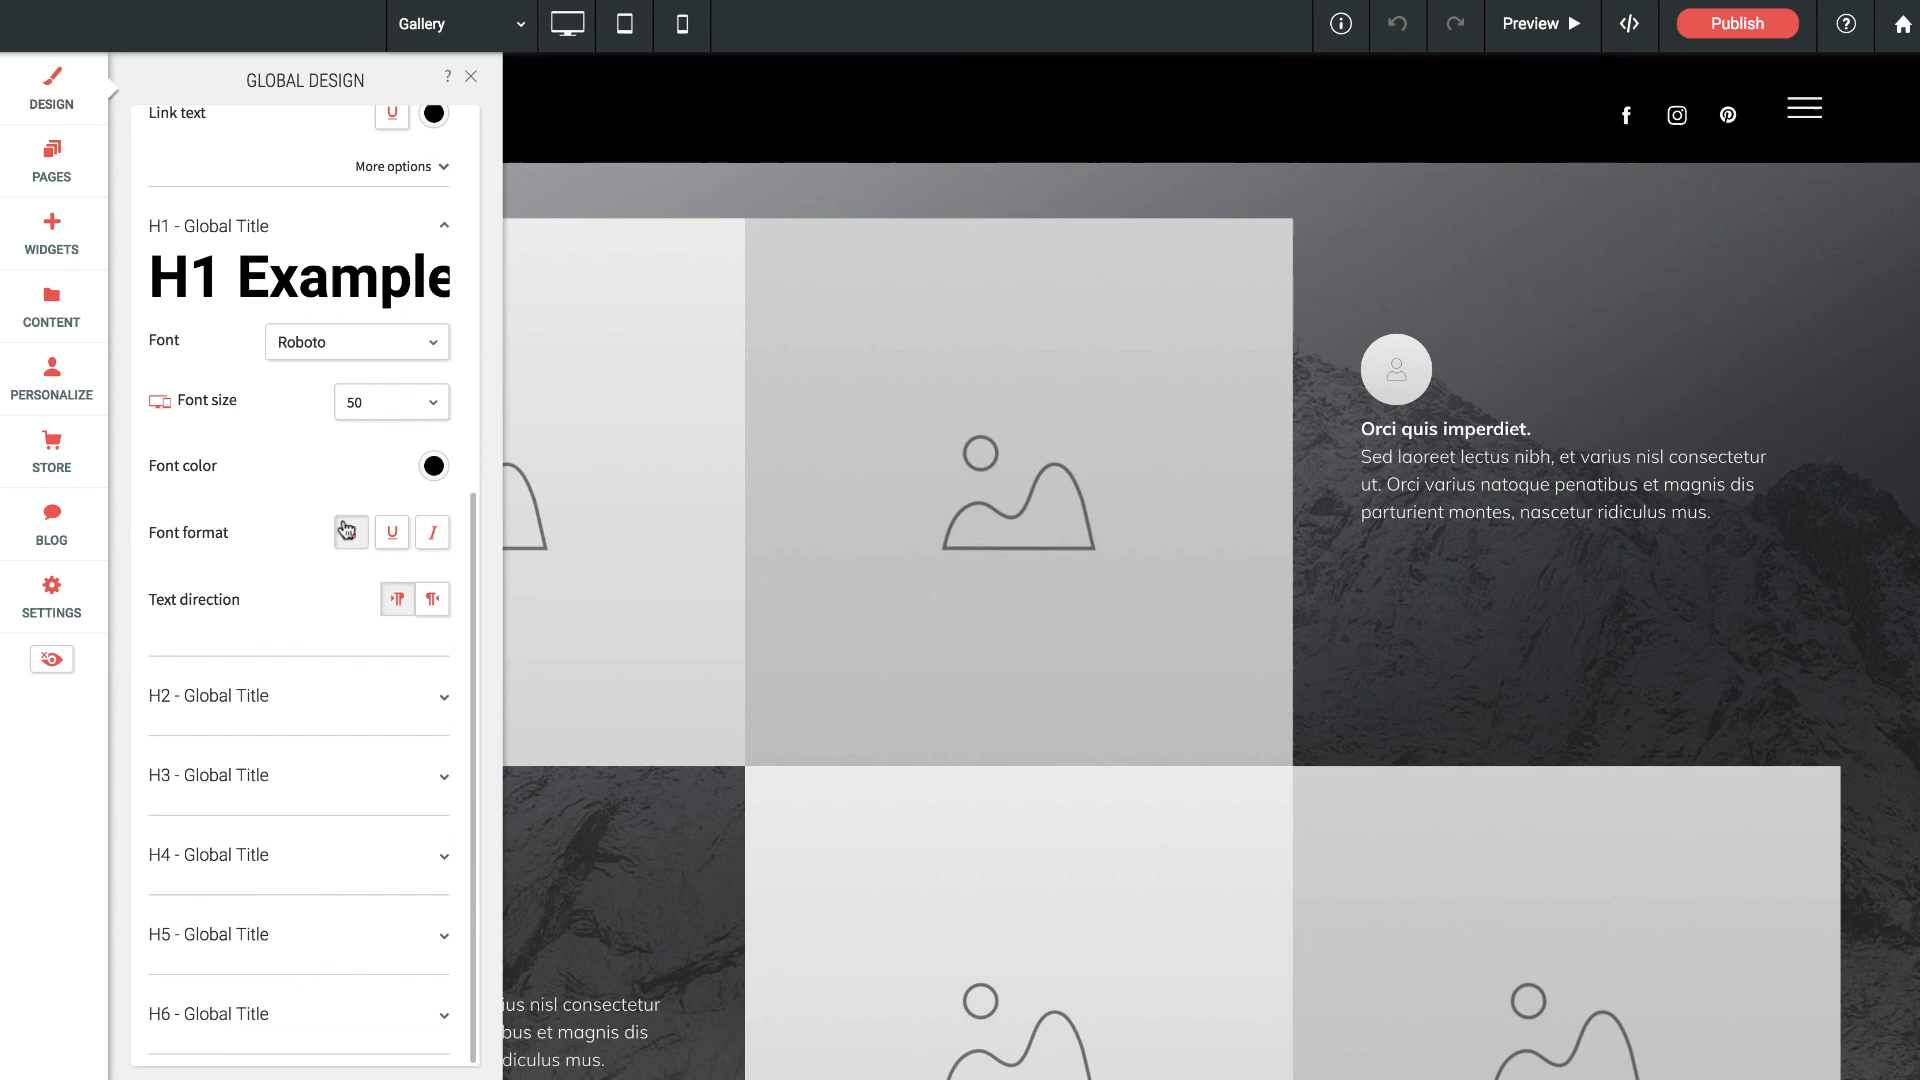 Gallery
Preview
Publish
DESIGN
PAGES
WIDGETS
CONTENT
PERSONALIZE
STORE
BLOG
SETTINGS
GLOBAL DESIGN
?
Link text
U
More options
H1 - Global Title
H1 Example
Font
Roboto
Font size
50
Font color
Font format
U
I
Text direction
H2 - Global Title
H3 - Global Title
H4 - Global Title
H5 - Global Title
H6 - Global Title
Orci quis imperdiet.
Sed laoreet lectus nibh, et varius nisl consectetur
ut. Orci varius natoque penatibus et magnis dis
parturient montes, nascetur ridiculus mus.
ius nisl consectetur
bus et magnis dis
diculus mus.